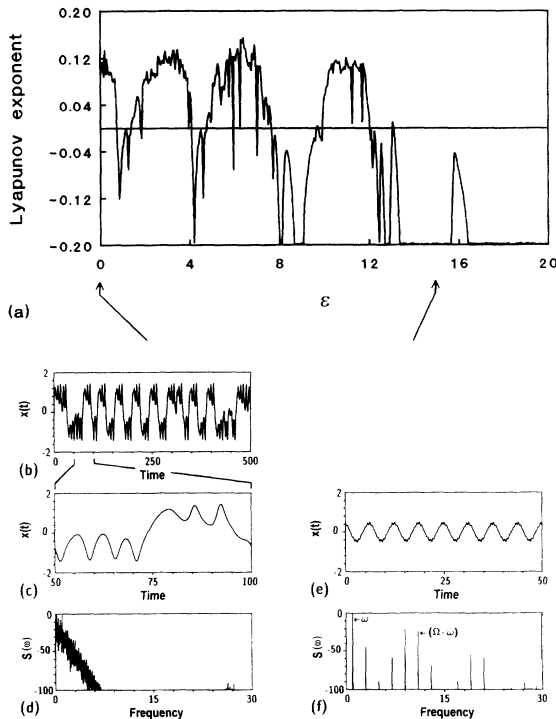 0.20
0.12
0.04
-0.04
-0.12
-0.20
Lyapunov exponent
0 4 8 12 16 20
ε
(a)
2
0
-2
x(t)
0 250 500
Time
(b)
2
0
-2
x(t)
50 75 100
Time
(c)
2
0
-2
x(t)
0 25 50
Time
(e)
0
-50
-100
S(ω)
0 15 30
Frequency
(d)
0
-50
-100
S(ω)
←ω
←(Ω-ω)
0 15 30
Frequency
(f)